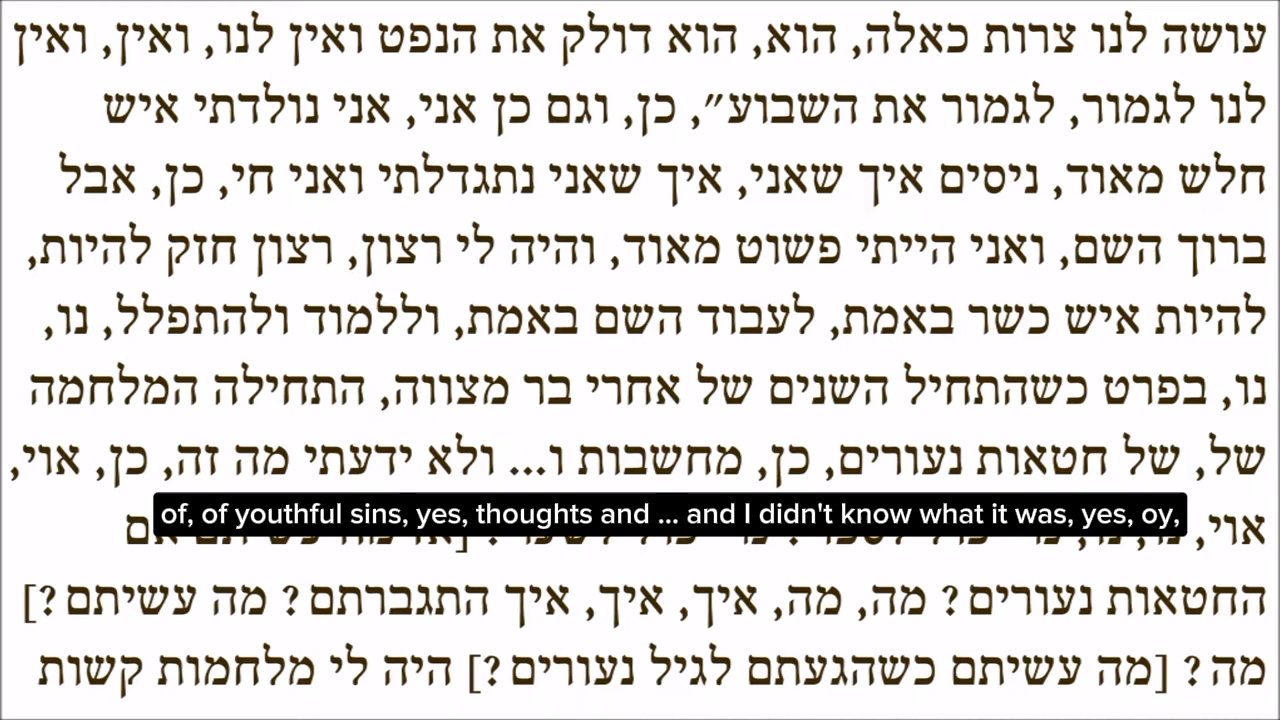 עושה לנו צרות כאלה, הוא, הוא דולק את הנפט ואין לנו, ואין, ואין
לנו לגמור, לגמור את השבוע״, כן, וגם כן אני, אני נולדתי איש
חלש מאוד, ניסים איך שאני, איך שאני נתגדלתי ואני חי, כן, אבל
ברוך השם, ואני הייתי פשוט מאוד, והיה לי רצון, רצון חזק להיות,
להיות איש כשר באמת, לעבוד השם באמת, וללמוד ולהתפלל, נו,
נו, בפרט כשהתחיל השנים של אחרי בר מצווה, התחילה המלחמה
של, של חטאות נעורים, כן, מחשבות ו... ולא ידעתי מה זה, כן, אוי,
of, of youthful sins, yes, thoughts and ... and I didn't know what it was, yes, oy,
אוי,
החטאות נעורים? מה, מה, איך, איך, איך התגברתם? מה עשיתם?]
מה? [מה עשיתם כשהגעתם לגיל נעורים?] היה לי מלחמות קשות